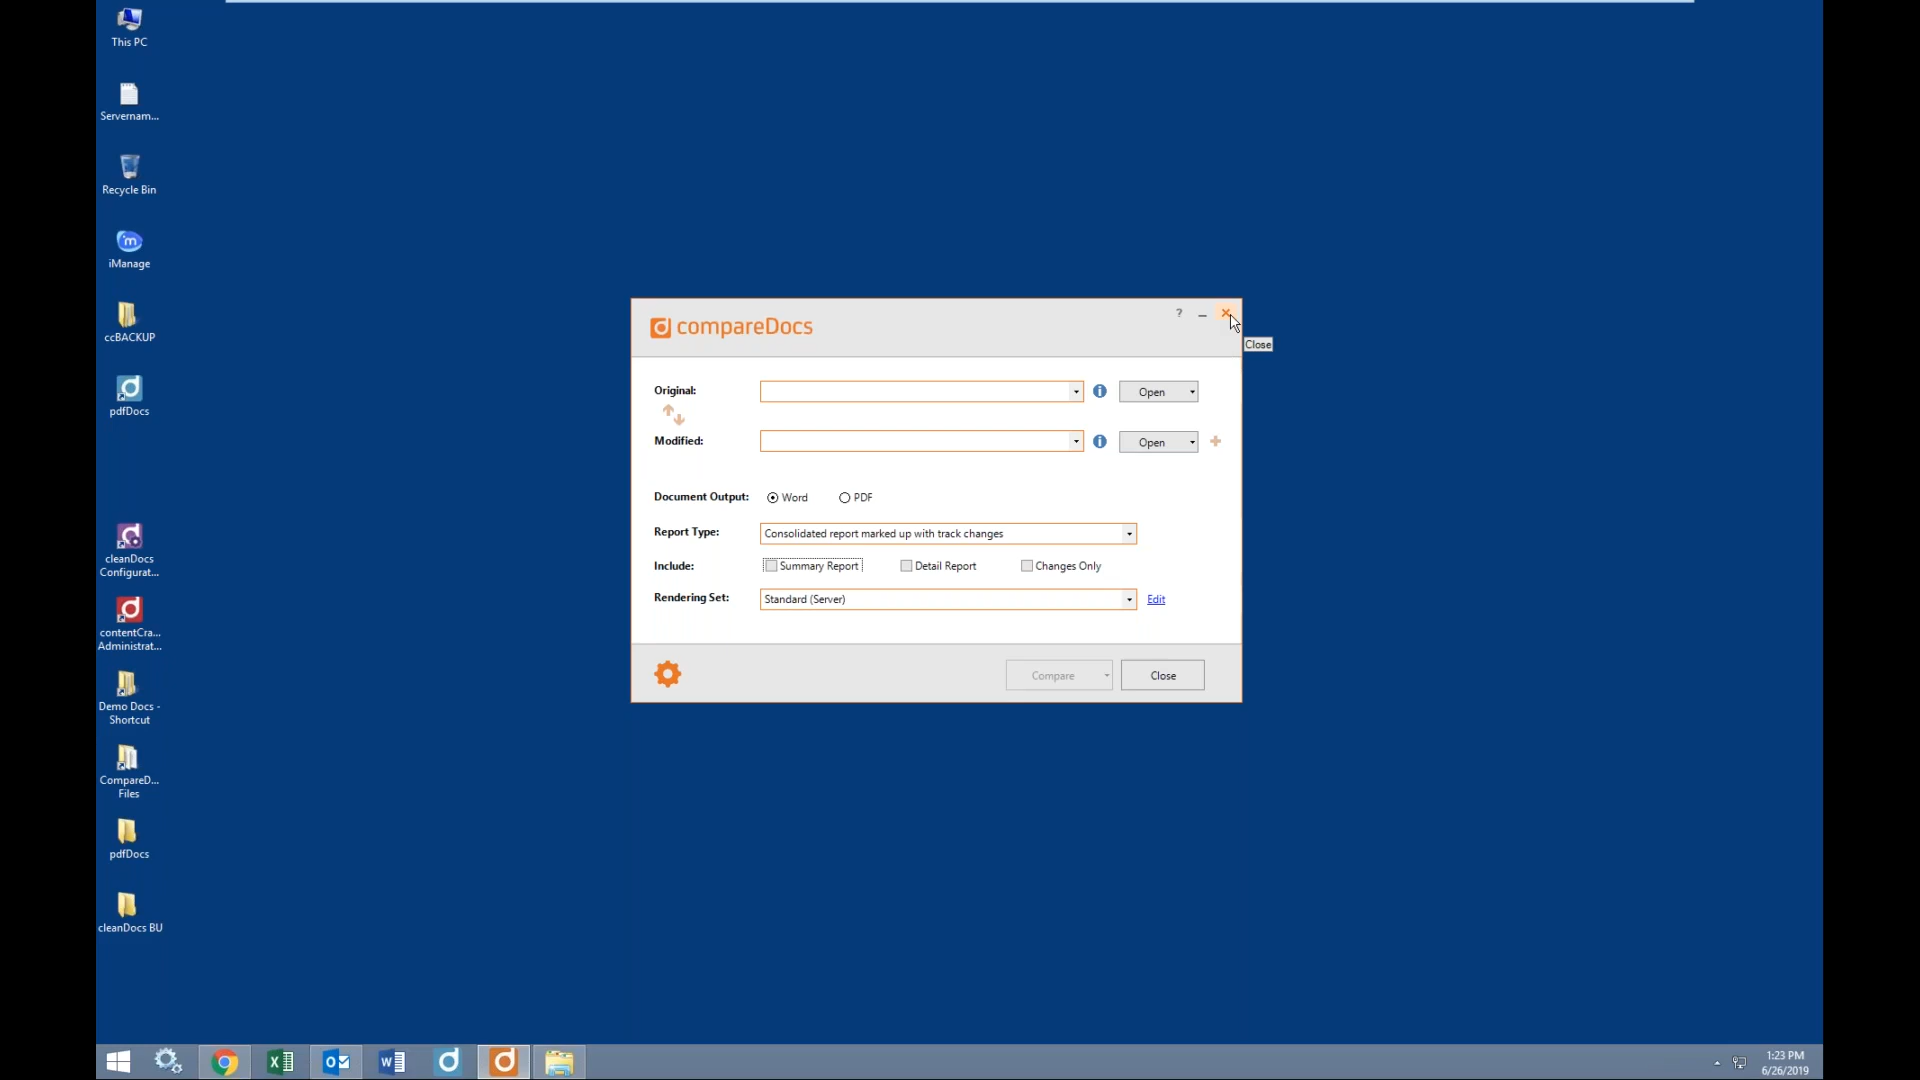 This PC
Servernam...
Recycle Bin
iManage
ccBACKUP
pdfDocs
cleanDocs
Configurat...
contentCra...
Administrat...
Demo Docs -
Shortcut
CompareD...
Files
pdfDocs
cleanDocs BU
compareDocs
?
Close
Original:
Open
Modified:
Open
Document Output: Word PDF
Report Type: Consolidated report marked up with track changes
Include: Summary Report Detail Report Changes Only
Rendering Set: Standard (Server) Edit
Compare Close
1:23 PM
6/26/2019